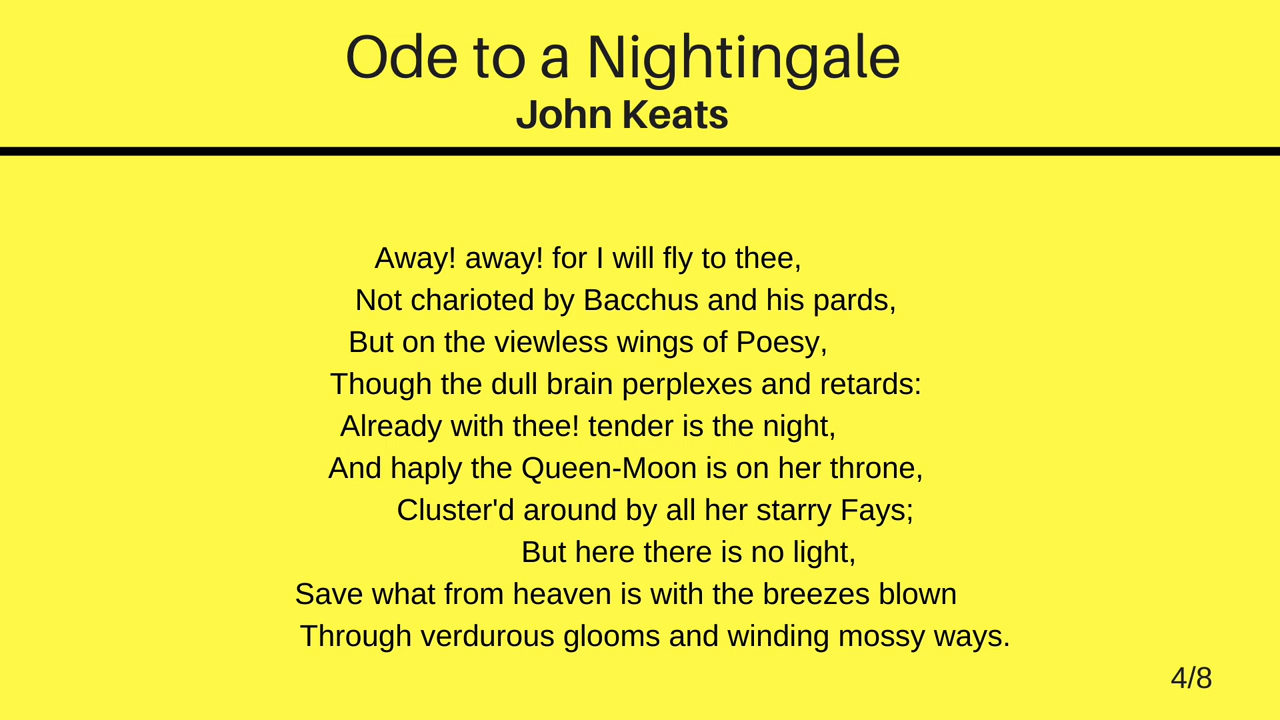 Ode to a Nightingale
John Keats
Away! away! for I will fly to thee,
Not charioted by Bacchus and his pards,
But on the viewless wings of Poesy,
Though the dull brain perplexes and retards:
Already with thee! tender is the night,
And haply the Queen-Moon is on her throne,
Cluster'd around by all her starry Fays;
But here there is no light,
Save what from heaven is with the breezes blown
Through verdurous glooms and winding mossy ways.
4/8